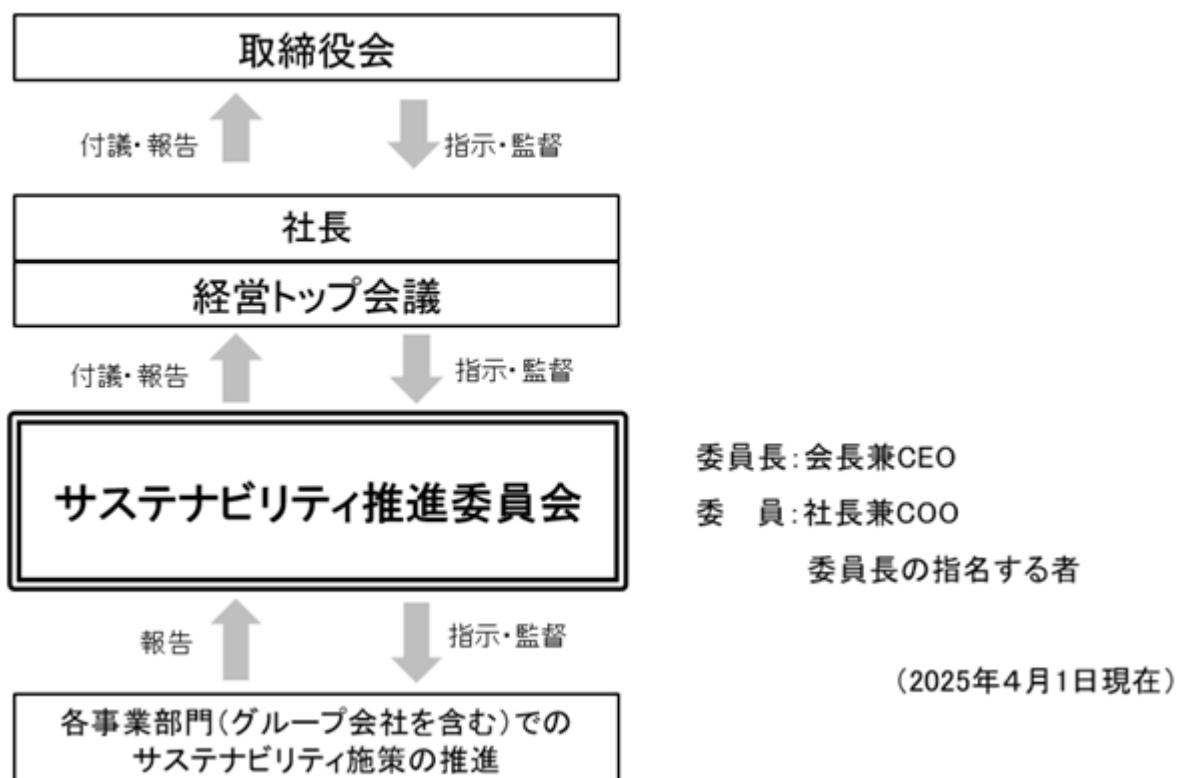 取締役会
付議・報告
指示・監督
社長
経営トップ会議
付議・報告
指示・監督
サステナビリティ推進委員会
委員長:会長兼CEO
委　員:社長兼COO
委員長の指名する者
報告
指示・監督
(2025年4月1日現在)
各事業部門(グループ会社を含む)での
サステナビリティ施策の推進